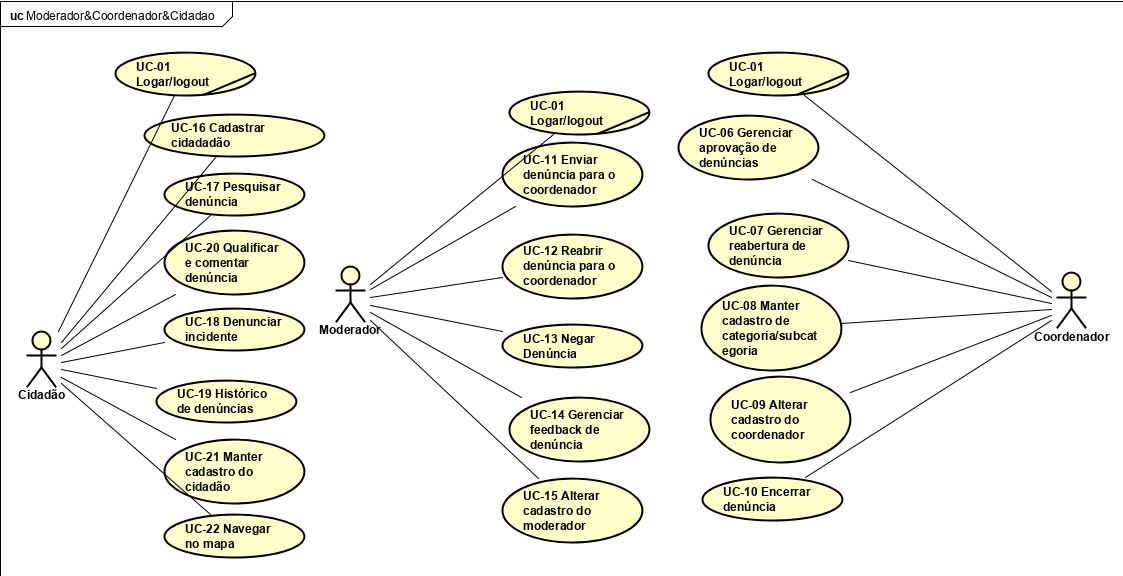 uc Moderador&Coordenador&Cidadao
UC-01
Logar/logout
UC-16 Cadastrar
cidadadão
UC-17 Pesquisar
denúncia
UC-20 Qualificar
e comentar
denúncia
UC-18 Denunciar
incidente
UC-19 Histórico
de denúncias
UC-21 Manter
cadastro do
cidadão
UC-22 Navegar
no mapa
Cidadão
UC-01
Logar/logout
UC-11 Enviar
denúncia para o
coordenador
UC-12 Reabrir
denúncia para o
coordenador
UC-13 Negar
Denúncia
UC-14 Gerenciar
feedback de
denúncia
UC-15 Alterar
cadastro do
moderador
Moderador
UC-01
Logar/logout
UC-06 Gerenciar
aprovação de
denúncias
UC-07 Gerenciar
reabertura de
denúncia
UC-08 Manter
cadastro de
categoria/subcat
egoria
UC-09 Alterar
cadastro do
coordenador
UC-10 Encerrar
denúncia
Coordenador